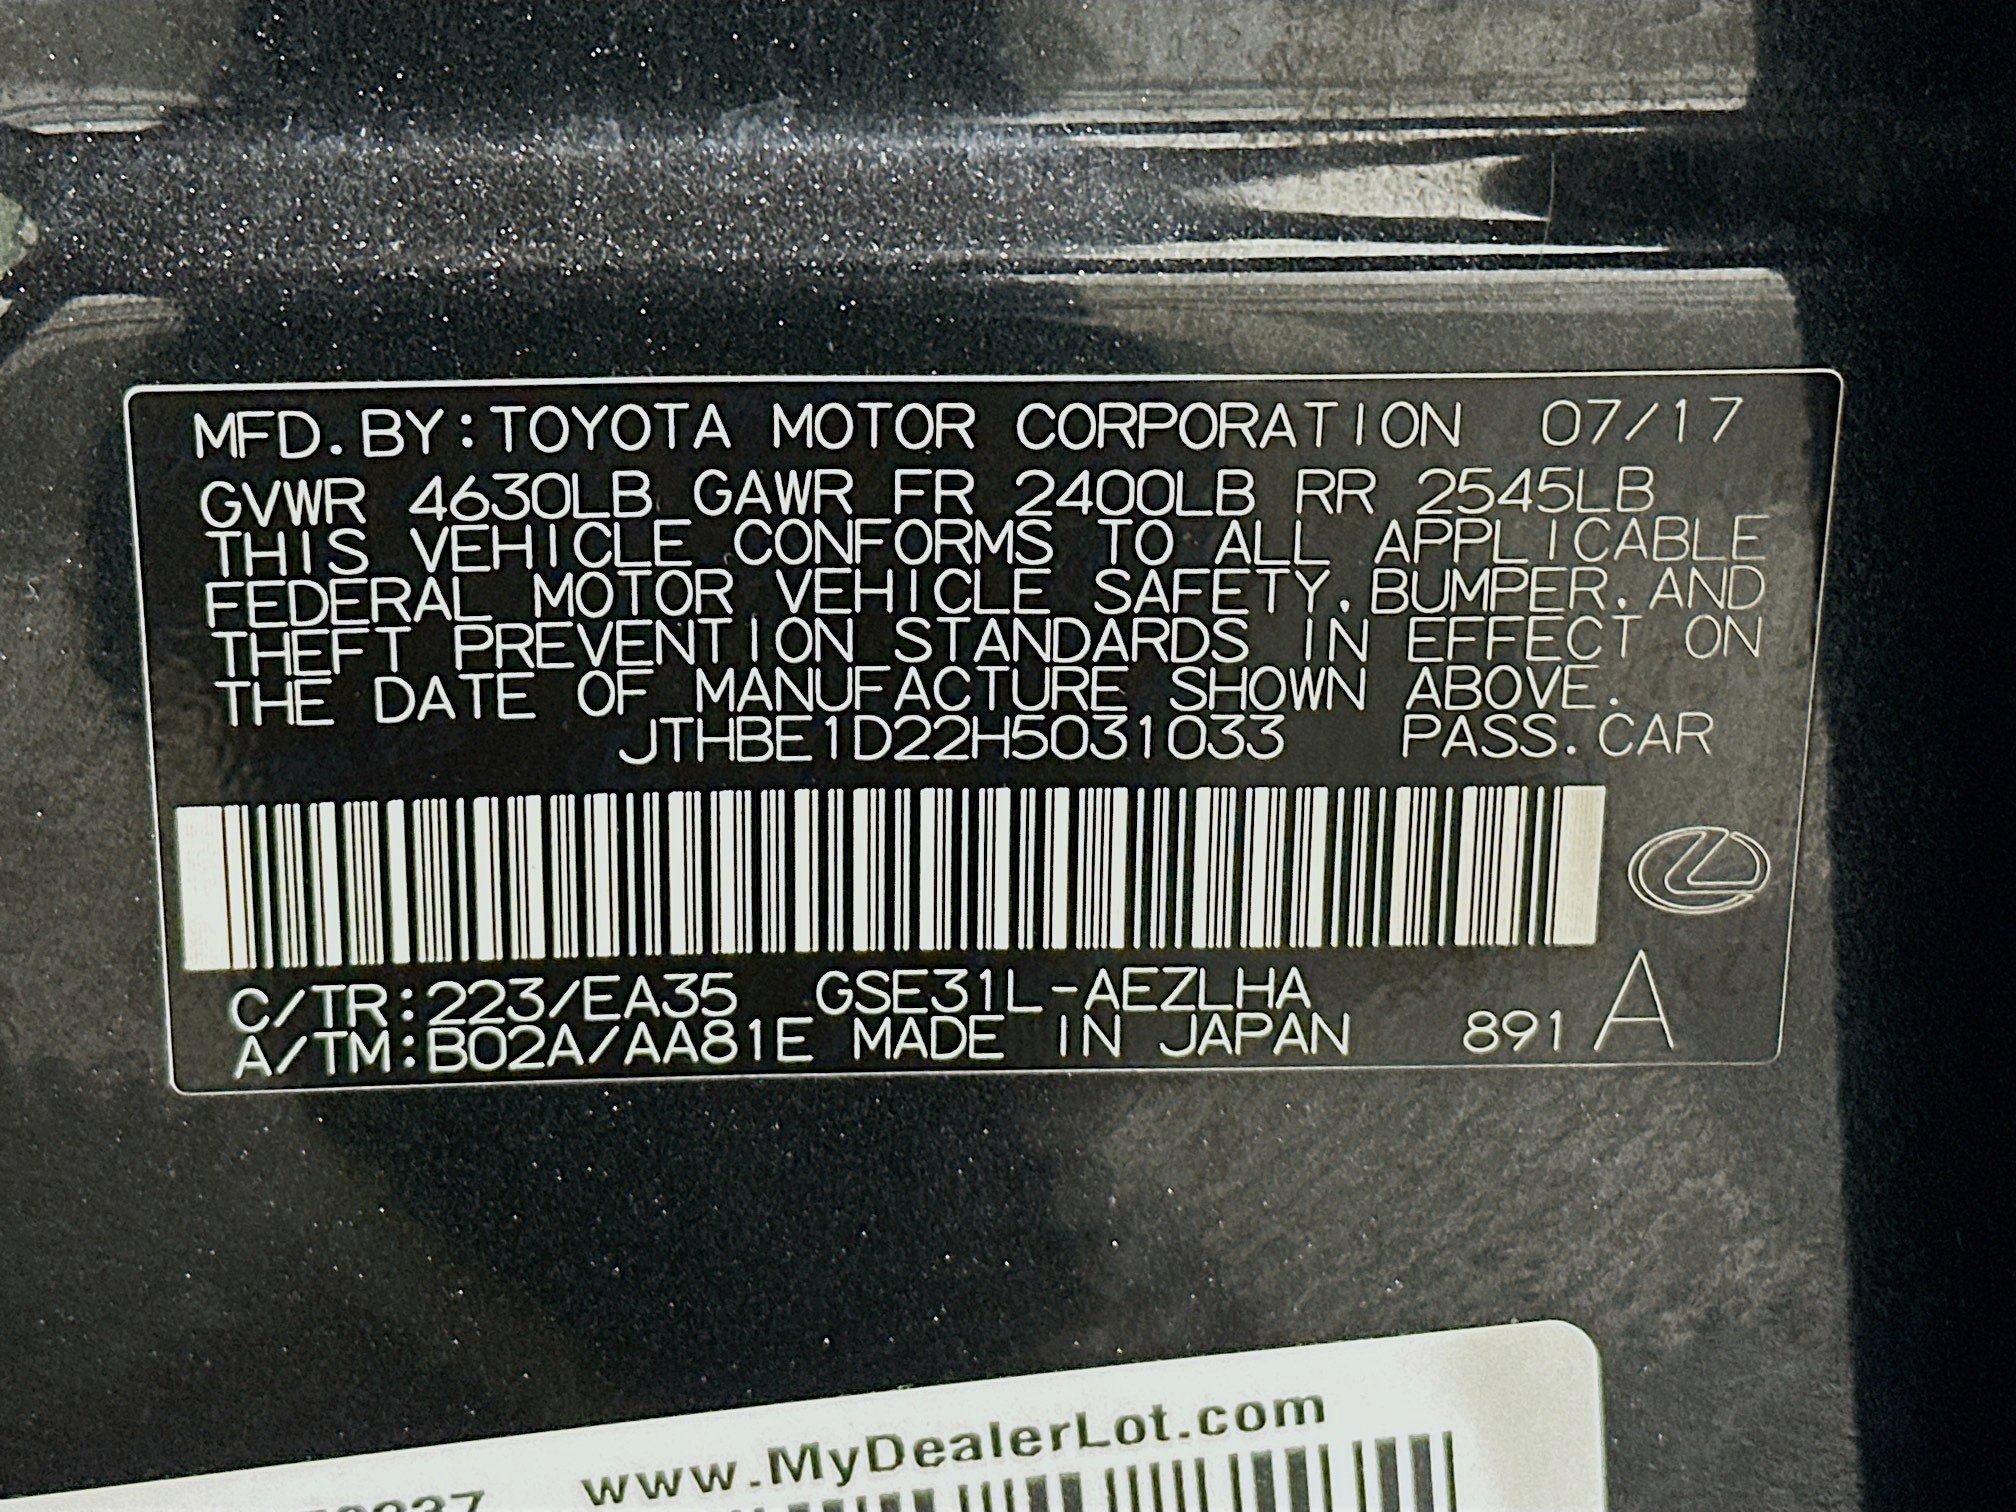 MFD.BY:TOYOTA MOTOR CORPORATION 07/17
GVWR 4630LB GAWR FR 2400LB RR 2545LB
THIS VEHICLE CONFORMS TO ALL APPLICABLE
FEDERAL MOTOR VEHICLE SAFETY,BUMPER,AND
THEFT PREVENTION STANDARDS IN EFFECT ON
THE DATE OF MANUFACTURE SHOWN ABOVE.
JTHBE1D22H5031033 PASS.CAR
C/TR:223/EA35 GSE31L-AEZLHA
A/TM:B02A/AA81E MADE IN JAPAN 891 A
www.MyDealerLot.com